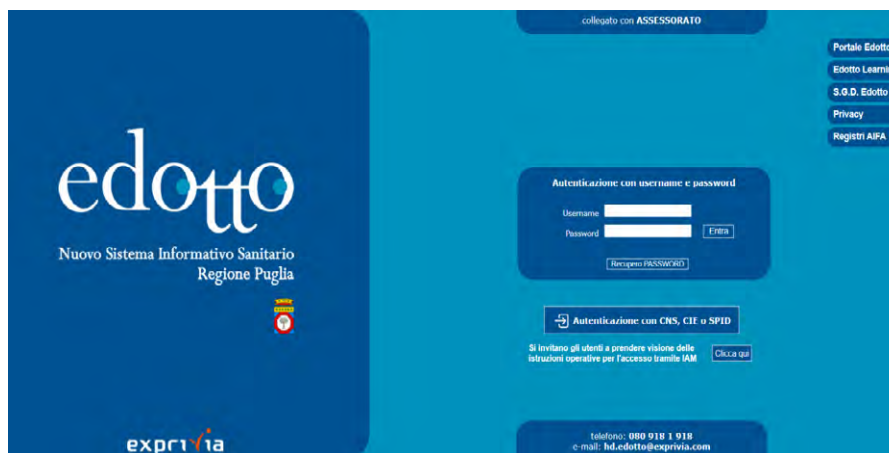 collegato con ASSESSORATO
Portale Edotto
Edotto Learni
S.G.D. Edotto
Privacy
Registri AIFA
edotto
Nuovo Sistema Informativo Sanitario
Regione Puglia
Autenticazione con username e password
Username
Password
Entra
Recupero PASSWORD
Autenticazione con CNS, CIE o SPID
Si invitano gli utenti a prendere visione delle
istruzioni operative per l'accesso tramite IAM
Clicca qui
exprivia
telefono: 080 918 1 918
e-mail: hd.edotto@exprivia.com